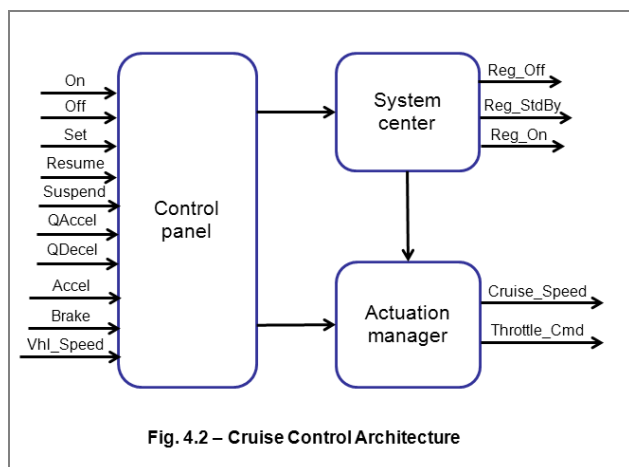 On
Off
Set
Resume
Suspend
QAccel
QDecel
Accel
Brake
Vhl_Speed
Control
panel
System
center
Reg_Off
Reg_StdBy
Reg_On
Actuation
manager
Cruise_Speed
Throttle_Cmd
Fig. 4.2 – Cruise Control Architecture